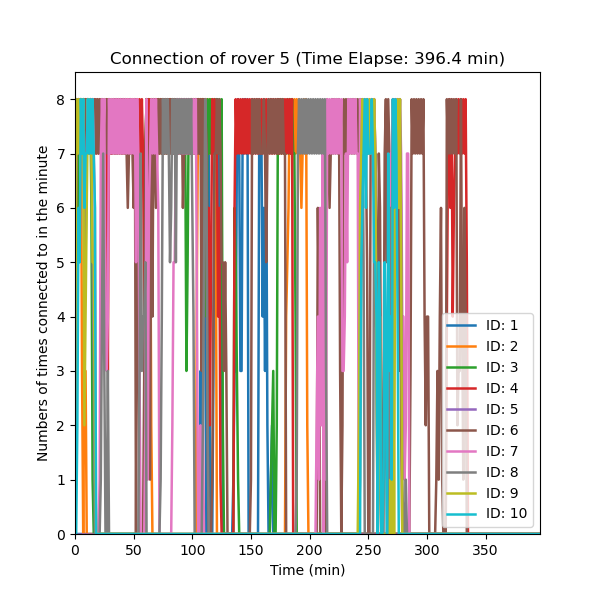 Connection of rover 5 (Time Elapse: 396.4 min)
Numbers of times connected to in the minute
8
7
6
5
4
3
2
1
0
0 50 100 150 200 250 300 350
Time (min)
ID: 1
ID: 2
ID: 3
ID: 4
ID: 5
ID: 6
ID: 7
ID: 8
ID: 9
ID: 10